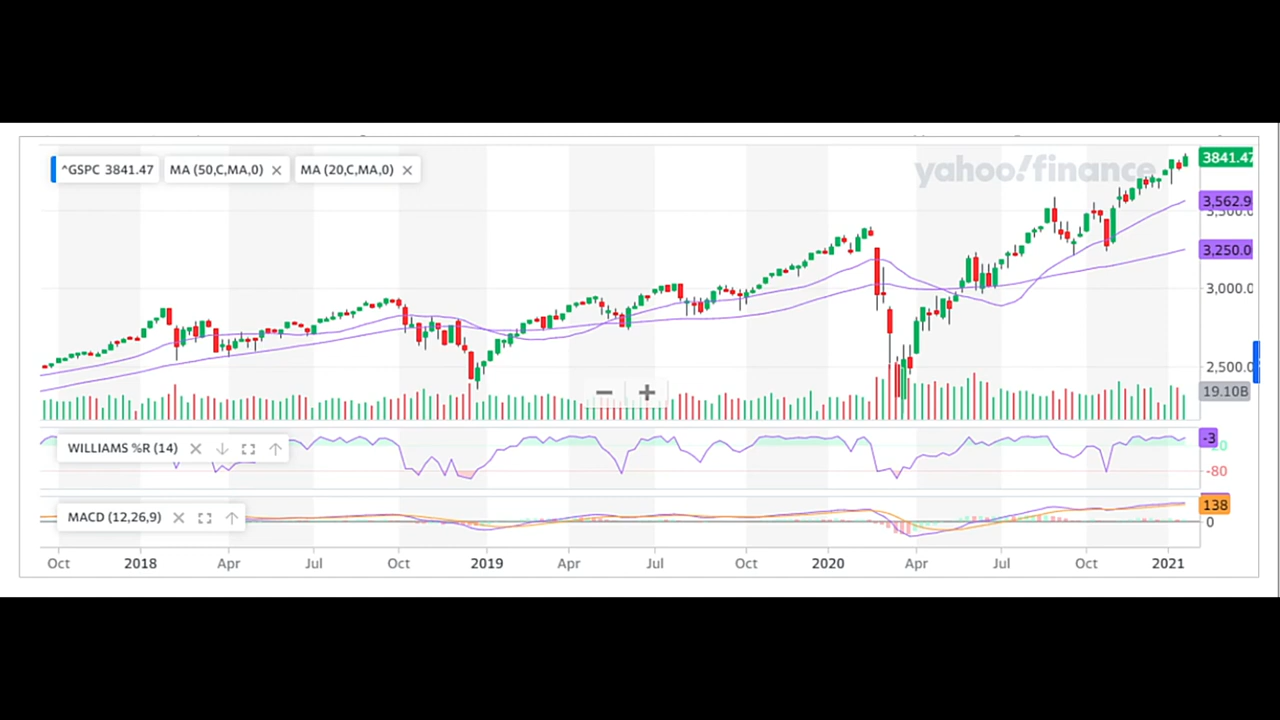 ^GSPC 3841.47 MA (50,C,MA,0) MA (20,C,MA,0)
yahoo!finance
3841.47
3,562.9
3,250.0
3,000.0
2,500.0
19.10B
WILLIAMS %R (14)
-3
-80
MACD (12,26,9)
138
0
Oct 2018 Apr Jul Oct 2019 Apr Jul Oct 2020 Apr Jul Oct 2021